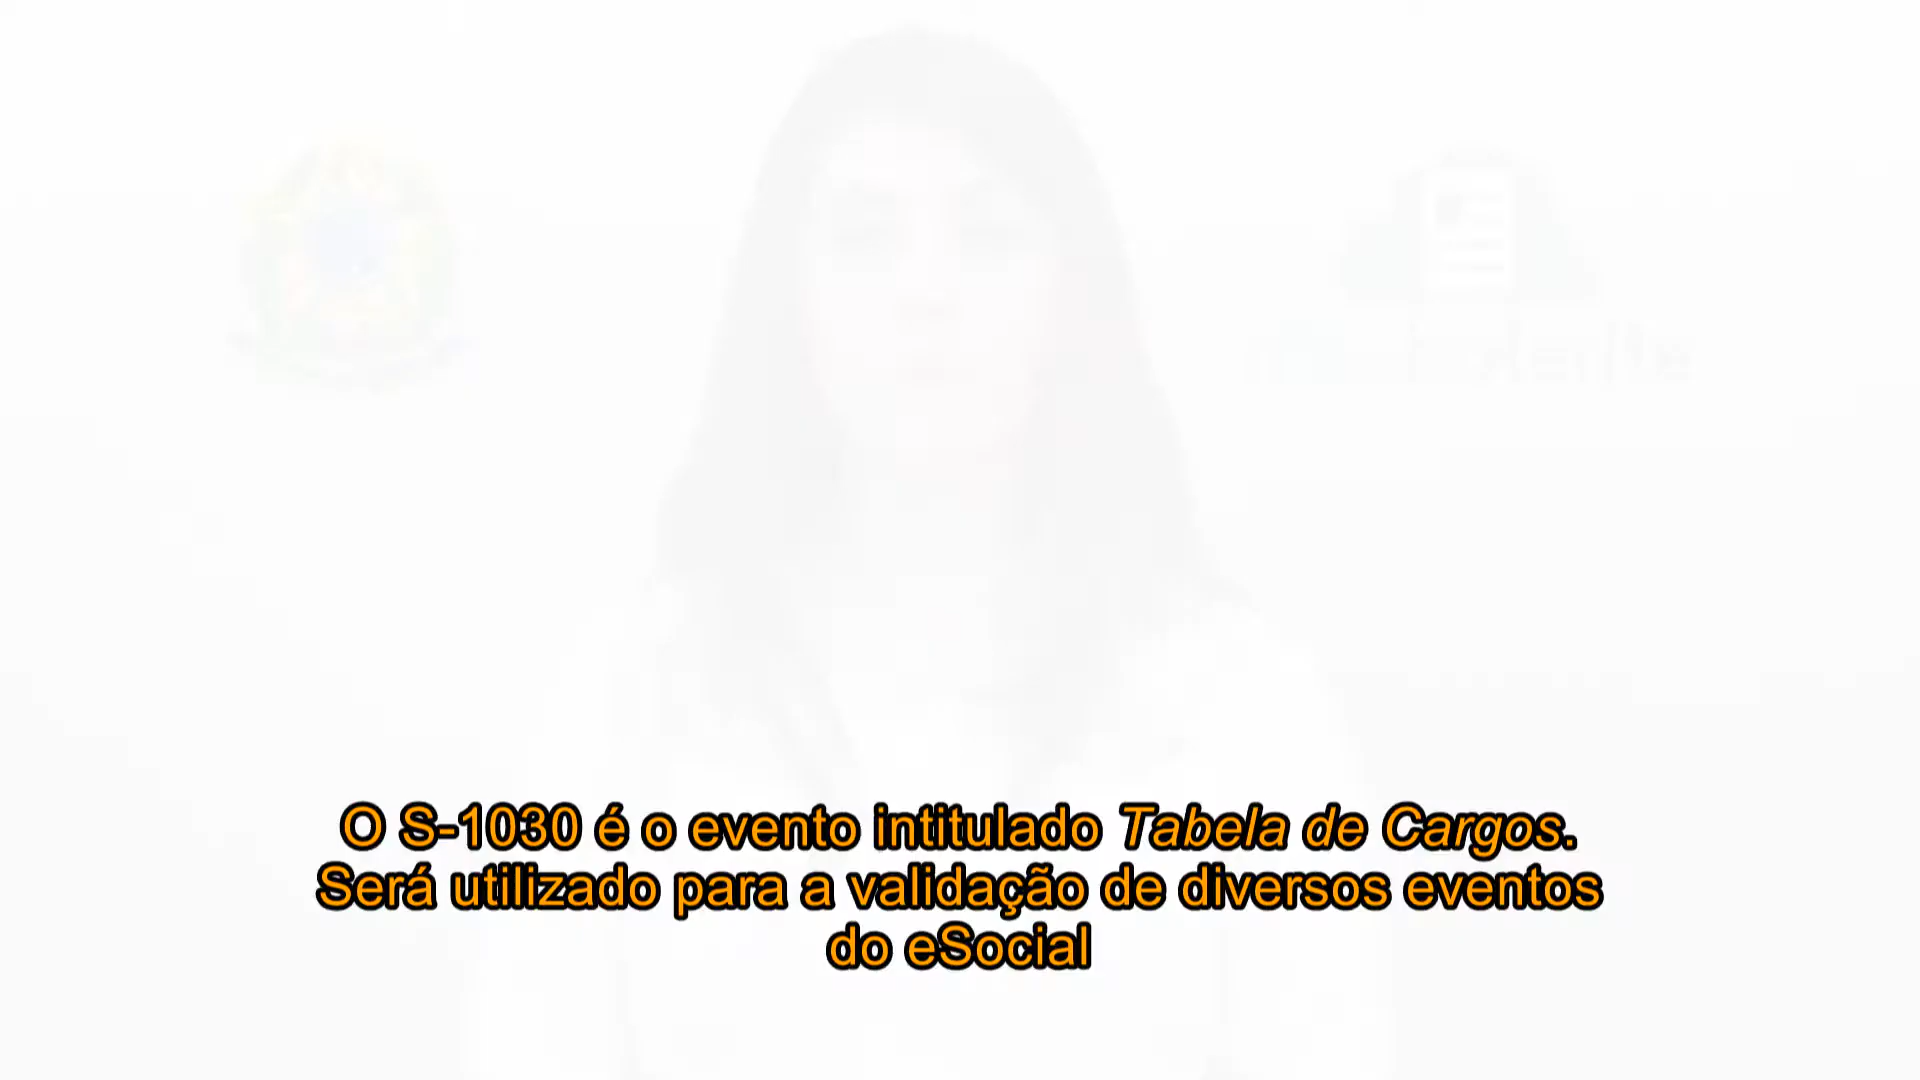 O S-1030 é o evento intitulado Tabela de Cargos.
Será utilizado para a validação de diversos eventos
do eSocial